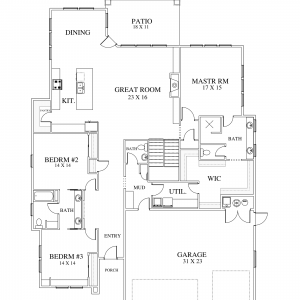 PATIO
18 X 11
DINING
GREAT ROOM
23 X 16
MASTR RM
17 X 15
KIT.
BATH
BATH
BEDRM #2
14 X 16
MUD
UTIL.
WIC
BATH
ENTRY
GARAGE
31 X 23
BEDRM #3
14 X 14
PORCH